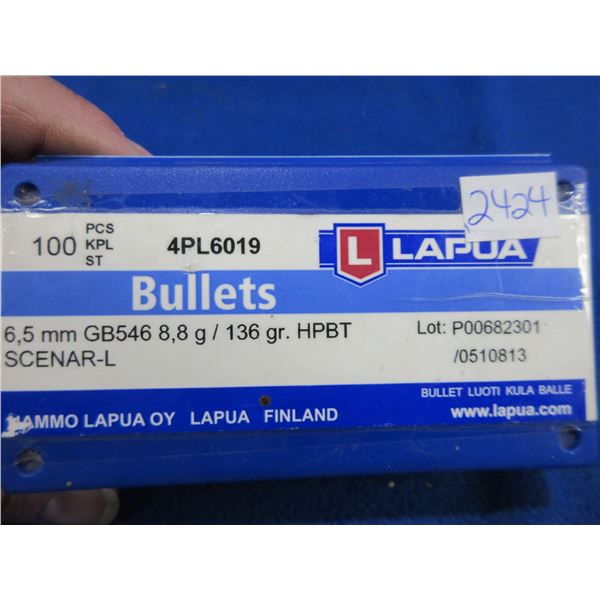 2424
100 PCS KPL ST
4PL6019
L LAPUA
Bullets
6,5 mm GB546 8,8 g / 136 gr. HPBT
SCENAR-L
Lot: P00682301
/0510813
BULLET LUOTI KULA BALLE
AMMO LAPUA OY LAPUA FINLAND
www.lapua.com